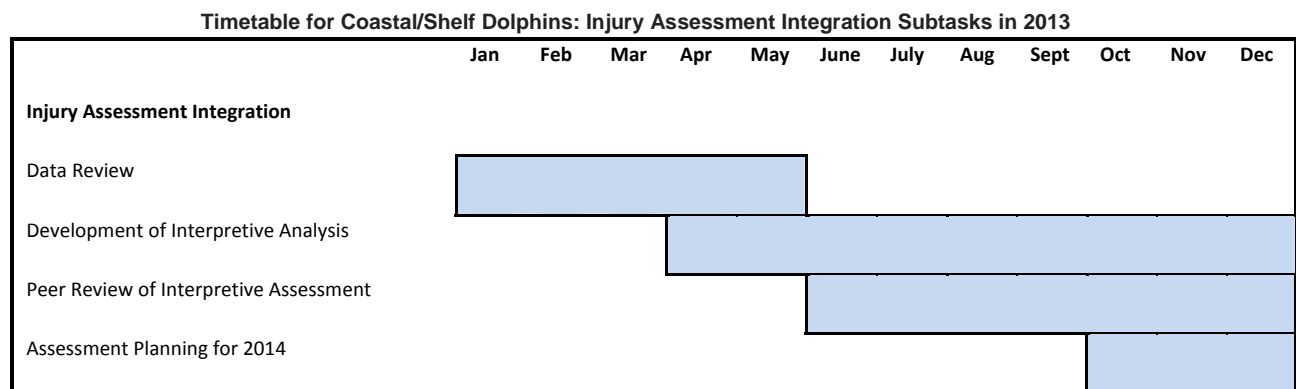 Timetable for Coastal/Shelf Dolphins: Injury Assessment Integration Subtasks in 2013
Jan Feb Mar Apr May June July Aug Sept Oct Nov Dec
Injury Assessment Integration
Data Review
Development of Interpretive Analysis
Peer Review of Interpretive Assessment
Assessment Planning for 2014